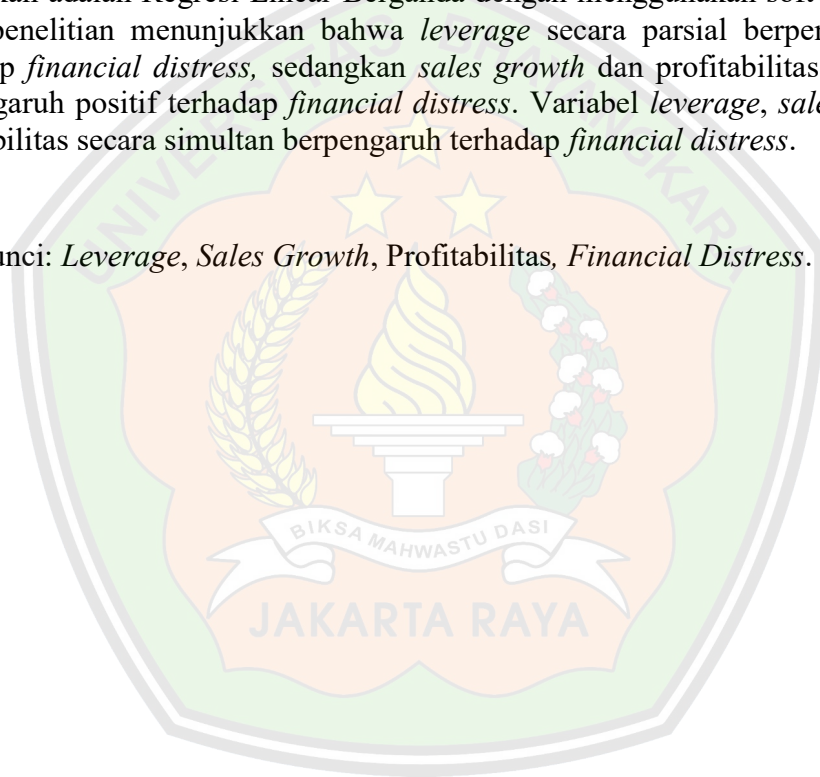 adalah Regresi Linear Berganda dengan menggunakan soft
penelitian menunjukkan bahwa leverage secara parsial berpen
p financial distress, sedangkan sales growth dan profitabilitas
garuh positif terhadap financial distress. Variabel leverage, sale
bilitas secara simultan berpengaruh terhadap financial distress.
unci: Leverage, Sales Growth, Profitabilitas, Financial Distress.
BIKSA MAHWASTU DASI
JAKARTA RAYA